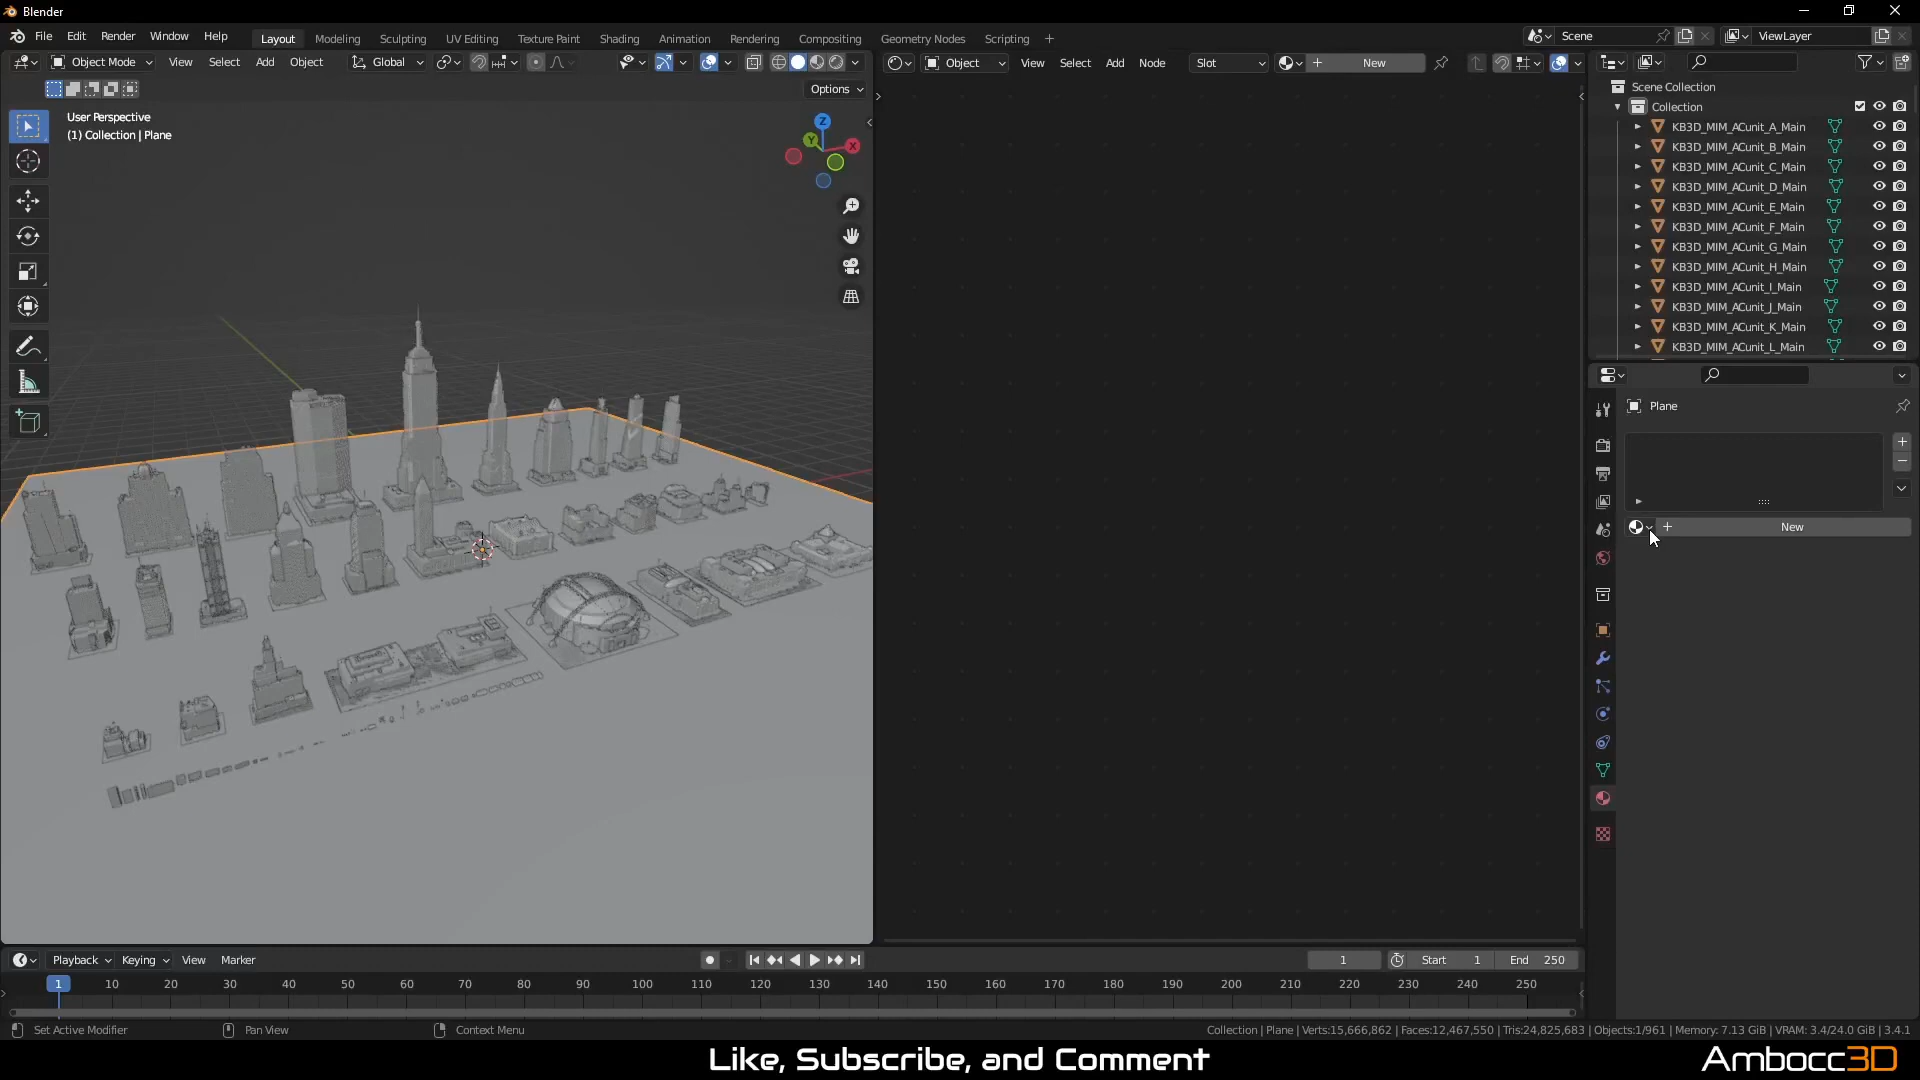 Blender
File Edit Render Window Help Layout Modeling Sculpting UV Editing Texture Paint Shading Animation Rendering Compositing Geometry Nodes Scripting + Scene ViewLayer
Object Mode View Select Add Object Global Object View Select Add Node Slot New
Options
User Perspective
(1) Collection | Plane
Z
Y
X
Scene Collection
Collection
KB3D_MIM_ACunit_A_Main
KB3D_MIM_ACunit_B_Main
KB3D_MIM_ACunit_C_Main
KB3D_MIM_ACunit_D_Main
KB3D_MIM_ACunit_E_Main
KB3D_MIM_ACunit_F_Main
KB3D_MIM_ACunit_G_Main
KB3D_MIM_ACunit_H_Main
KB3D_MIM_ACunit_I_Main
KB3D_MIM_ACunit_J_Main
KB3D_MIM_ACunit_K_Main
KB3D_MIM_ACunit_L_Main
Plane
New
Playback Keying View Marker 1 Start 1 End 250
1 10 20 30 40 50 60 70 80 90 100 110 120 130 140 150 160 170 180 190 200 210 220 230 240 250
Set Active Modifier Pan View Context Menu Collection | Plane | Verts:15,666,862 | Faces:12,467,550 | Tris:24,825,683 | Objects:1/961 | Memory: 7.13 GiB | VRAM: 3.4/24.0 GiB | 3.4.1
Like, Subscribe, and Comment
Ambocc3D